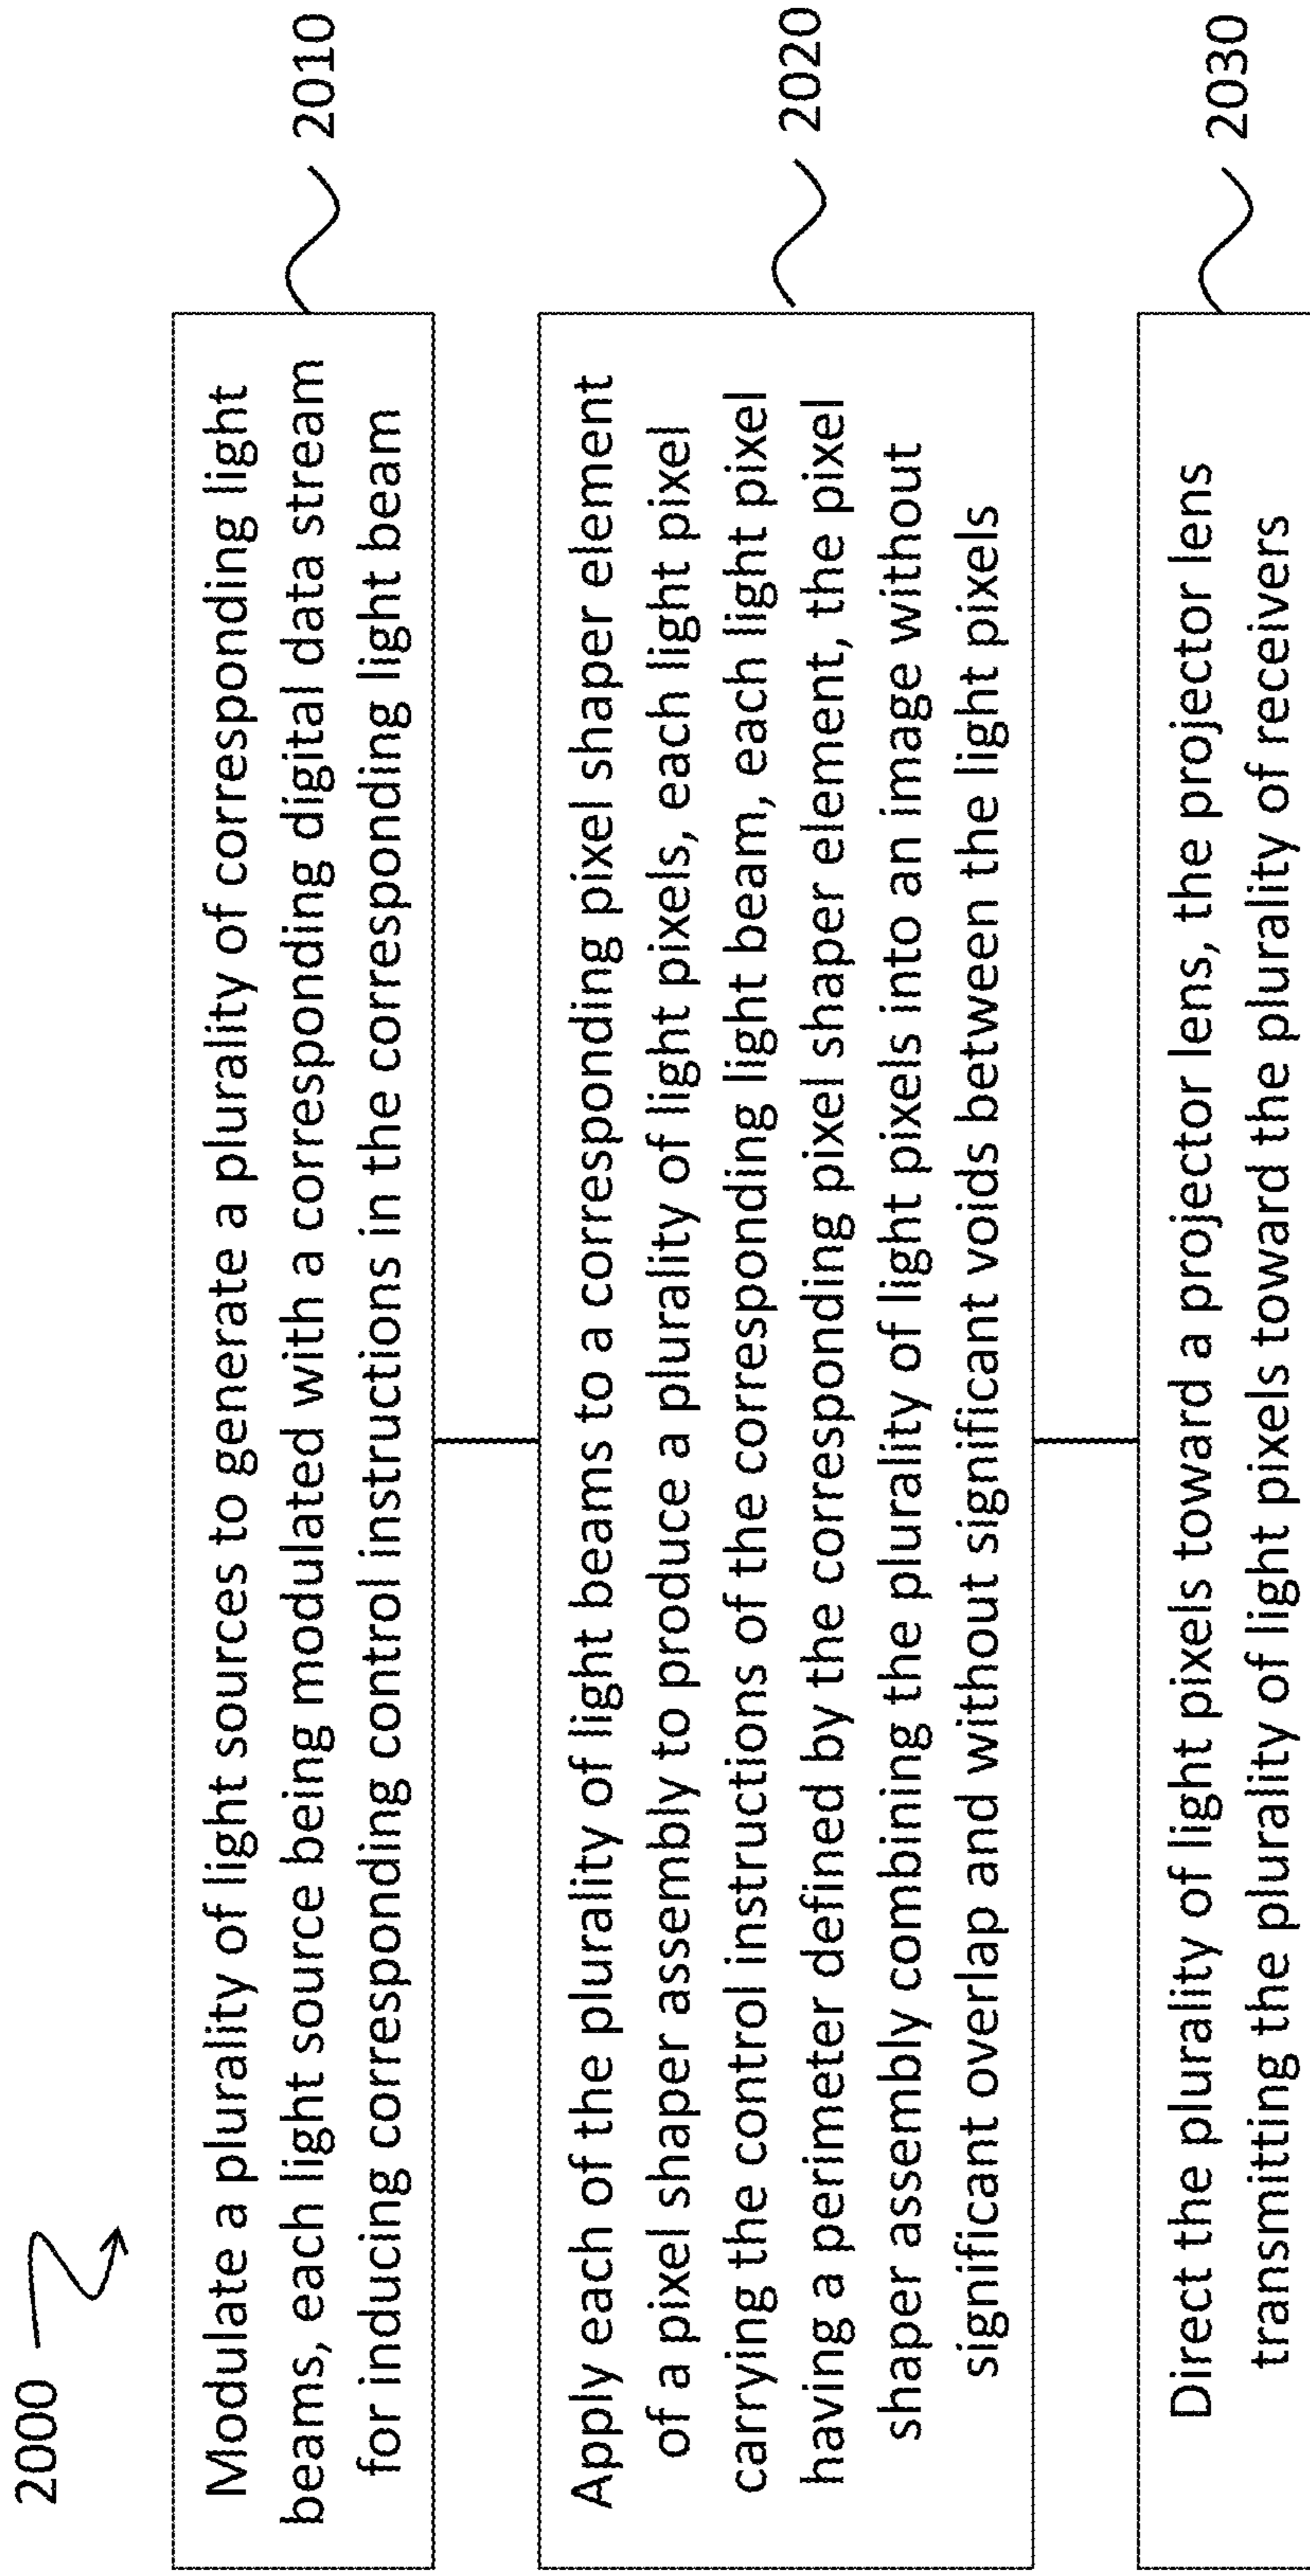 2000
Modulate a plurality of light sources to generate a plurality of corresponding light
beams, each light source being modulated with a corresponding digital data stream
for inducing corresponding control instructions in the corresponding light beam
2010
Apply each of the plurality of light beams to a corresponding pixel shaper element
of a pixel shaper assembly to produce a plurality of light pixels, each light pixel
carrying the control instructions of the corresponding light beam, each light pixel
having a perimeter defined by the corresponding pixel shaper element, the pixel
shaper assembly combining the plurality of light pixels into an image without
significant overlap and without significant voids between the light pixels
2020
Direct the plurality of light pixels toward a projector lens, the projector lens
transmitting the plurality of light pixels toward the plurality of receivers
2030